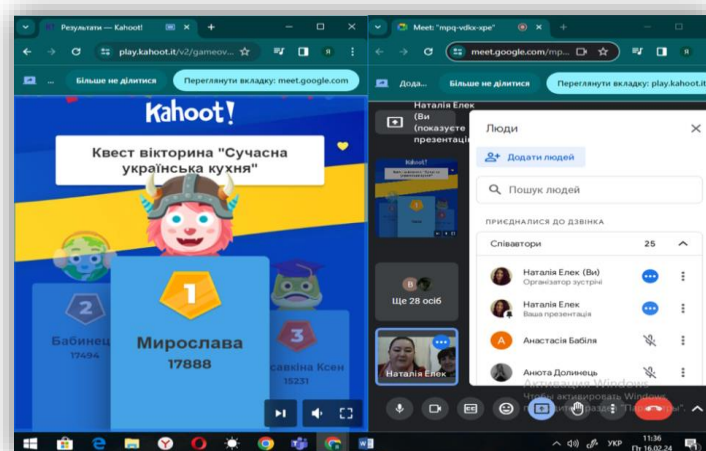 Результати — Kahoot!
play.kahoot.it/v2/gameov...
Більше не ділитися
Переглянути вкладку: meet.google.com
Kahoot!
Квест вікторина "Сучасна
українська кухня"
1
Мирослава
17888
2
Бабинец
17494
3
савкіна Ксен
15231
Meet: "mpq-vdkx-xpe"
meet.google.com/mp...
Дода...
Більше не ділитися
Переглянути вкладку: play.kahoot.it
Наталія Елек
(Ви
(показуєте
презентаці
В
Ще 28 осіб
Наталія Елек
Люди
Додати людей
Пошук людей
ПРИЄДНАЛИСЯ ДО ДЗВІНКА
Співавтори
25
Наталія Елек (Ви)
Організатор зустрічі
Наталія Елек
Ваша презентація
А
Анастасія Бабіля
Анюта Долинець
Активация Windows
Чтобы активировать Windows,
раздел "Параметры".
УКР
11:36
Пт 16.02.24